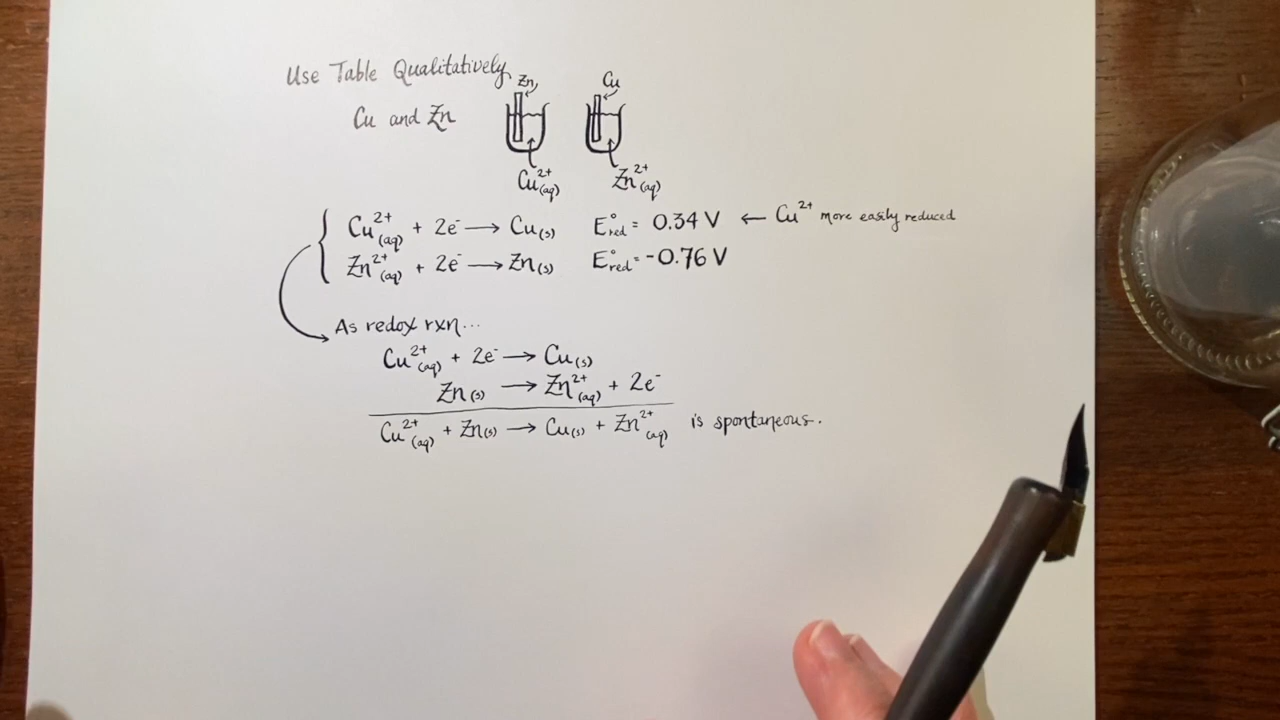 Use Table Qualitatively
Zn
Cu
Cu and Zn
Cu²⁺(aq)
Zn²⁺(aq)
Cu²⁺(aq) + 2e⁻ → Cu(s) E°red = 0.34 V ← Cu²⁺ more easily reduced
Zn²⁺(aq) + 2e⁻ → Zn(s) E°red = -0.76 V
As redox rxn...
Cu²⁺(aq) + 2e⁻ → Cu(s)
Zn(s) → Zn²⁺(aq) + 2e⁻
Cu²⁺(aq) + Zn(s) → Cu(s) + Zn²⁺(aq) is spontaneous.